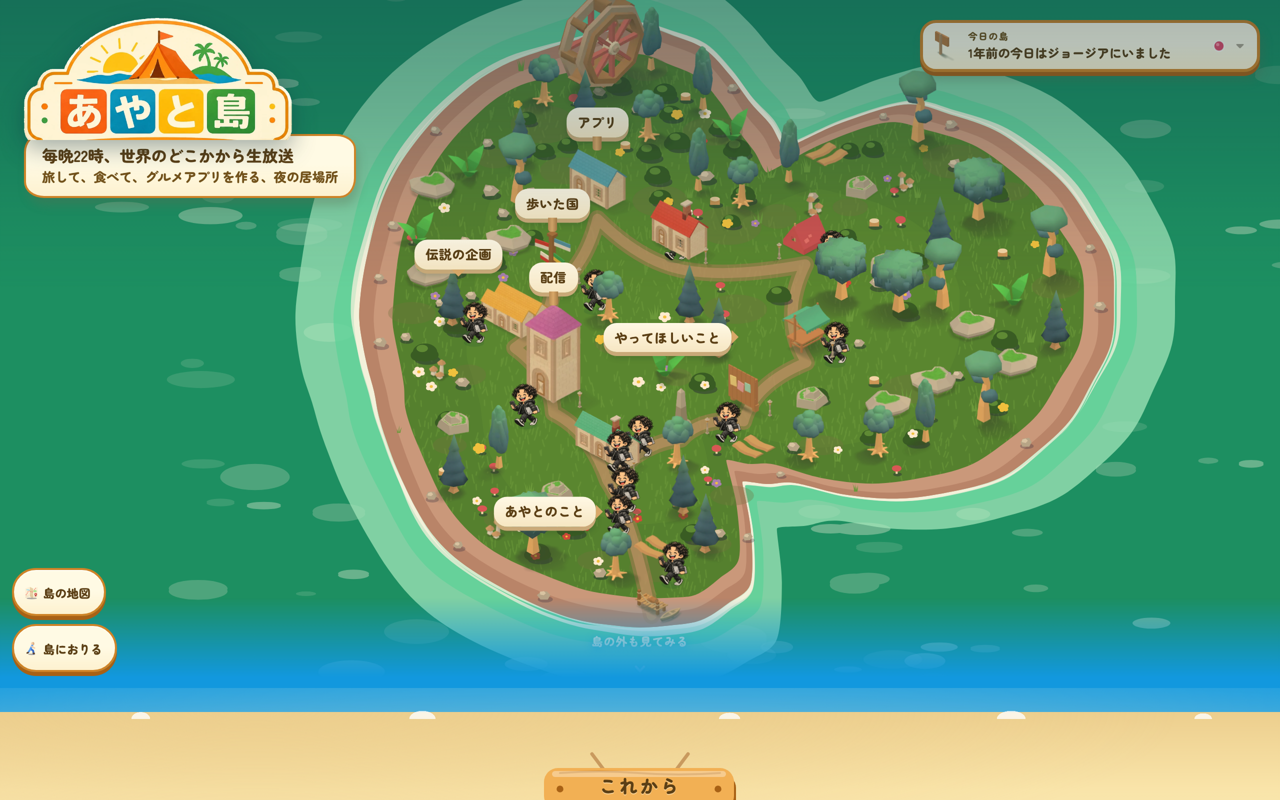 あやと島
毎晩22時、世界のどこかから生放送
旅して、食べて、グルメアプリを作る、夜の居場所
今日の島
1年前の今日はジョージアにいました
アプリ
歩いた国
伝説の企画
配信
やってほしいこと
あやとのこと
島の地図
島におりる
島の外も見てみる
これから